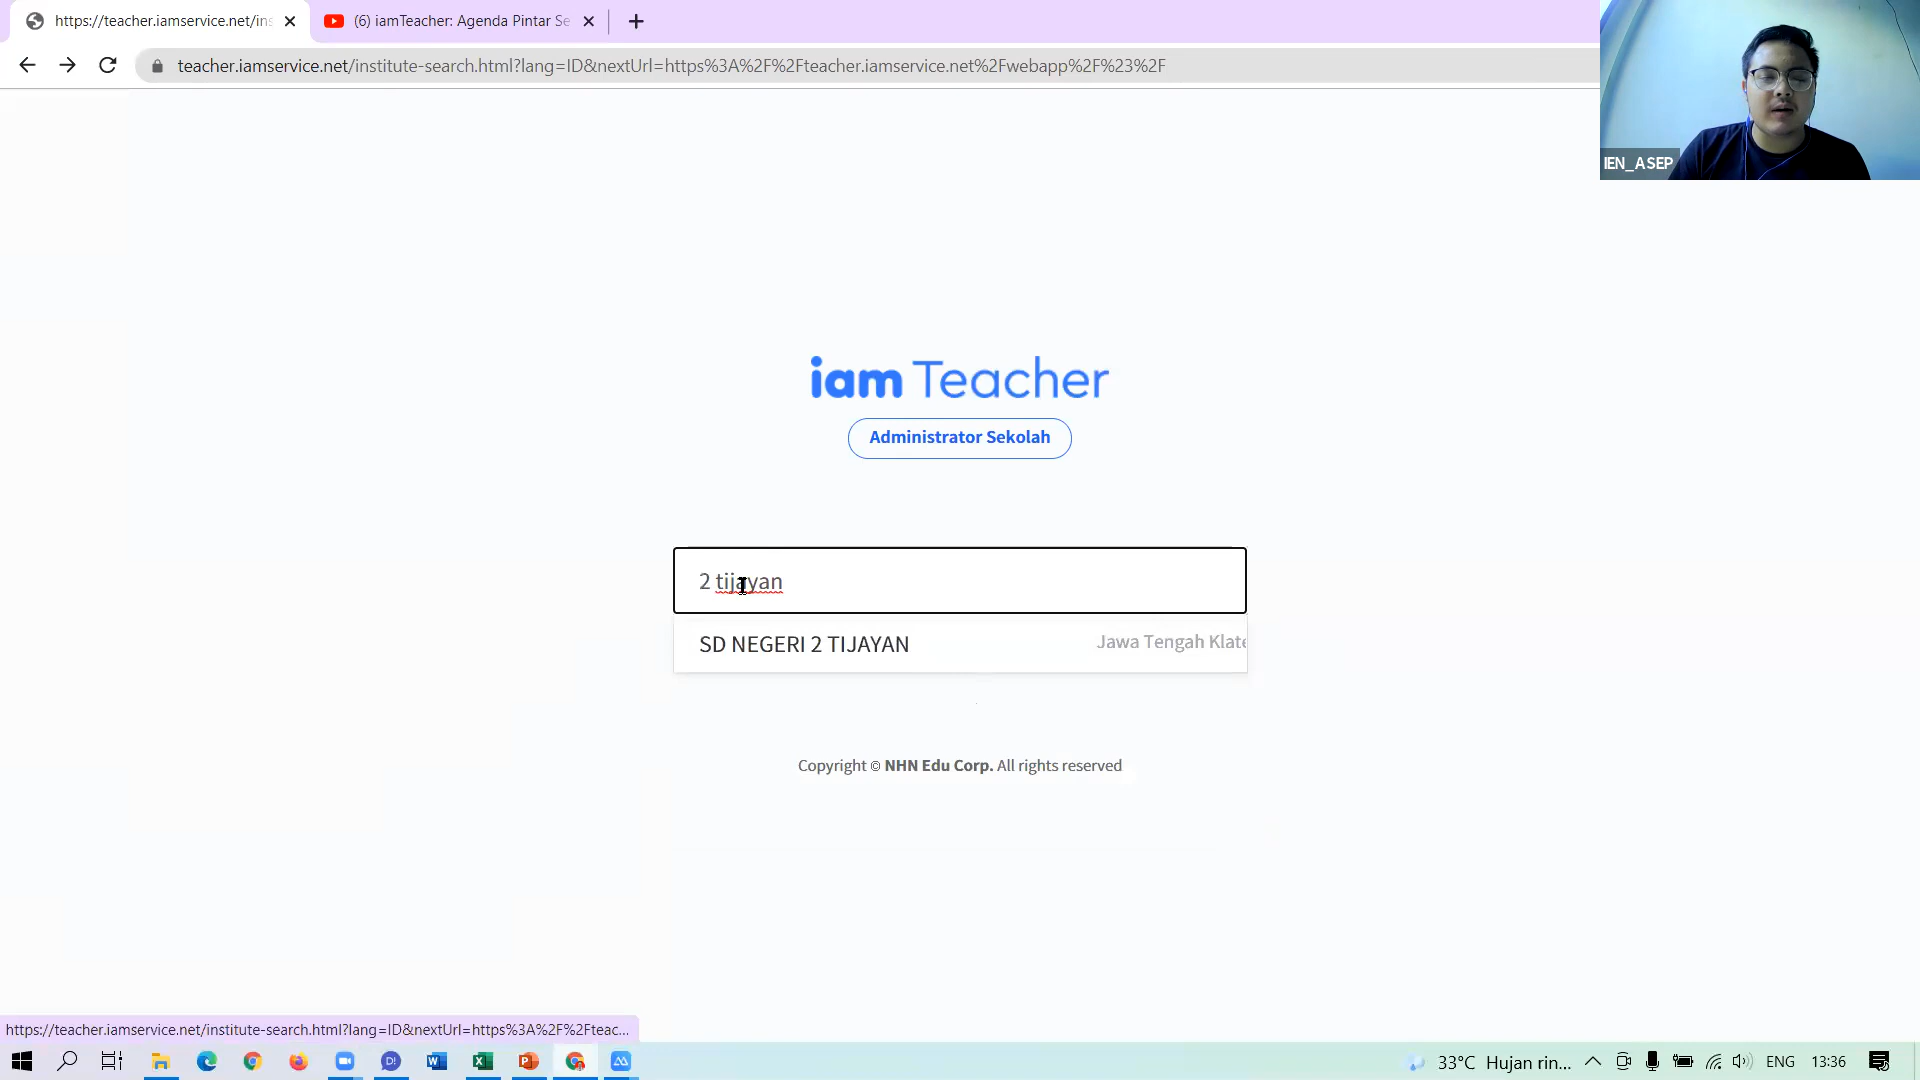 https://teacher.iamservice.net/ins
(6) iamTeacher: Agenda Pintar Se
teacher.iamservice.net/institute-search.html?lang=ID&nextUrl=https%3A%2F%2Fteacher.iamservice.net%2Fwebapp%2F%23%2F
IEN_ASEP
iam Teacher
Administrator Sekolah
2 tijayan
SD NEGERI 2 TIJAYAN Jawa Tengah Klate
Copyright © NHN Edu Corp. All rights reserved
https://teacher.iamservice.net/institute-search.html?lang=ID&nextUrl=https%3A%2F%2Fteac...
33°C Hujan rin... ENG 13:36